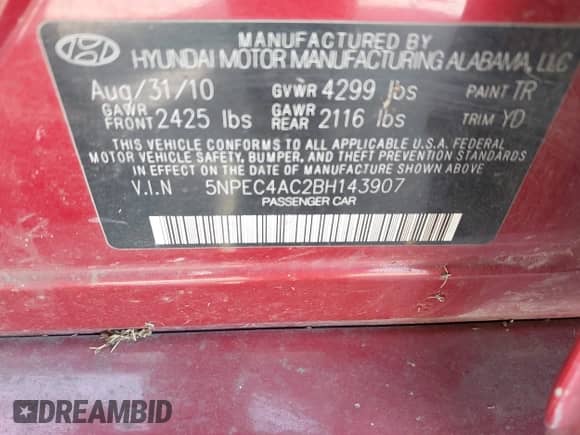 MANUFACTURED BY
HYUNDAI MOTOR MANUFACTURING ALABAMA, LLC
Aug/31/10 GVWR 4299 lbs PAINT TR
GAWR FRONT 2425 lbs GAWR REAR 2116 lbs TRIM YD
THIS VEHICLE CONFORMS TO ALL APPLICABLE U.S.A. FEDERAL
MOTOR VEHICLE SAFETY, BUMPER, AND THEFT PREVENTION STANDARDS
IN EFFECT ON THE DATE OF MANUFACTURE SHOWN ABOVE
V.I.N 5NPEC4AC2BH143907
PASSENGER CAR
DREAMBID